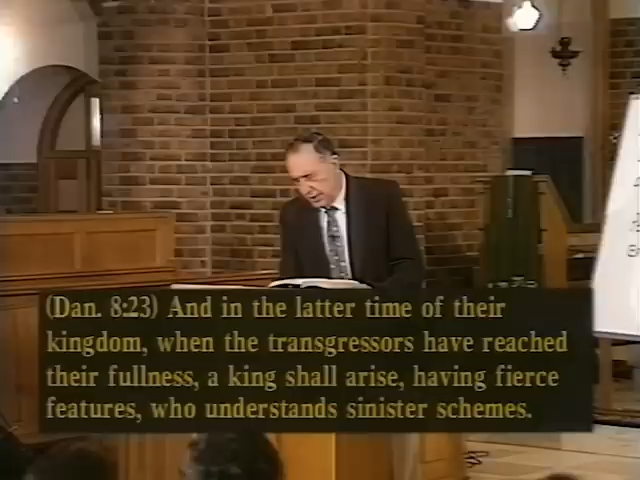 (Dan. 8:23) And in the latter time of their
kingdom, when the transgressors have reached
their fullness, a king shall arise, having fierce
features, who understands sinister schemes.